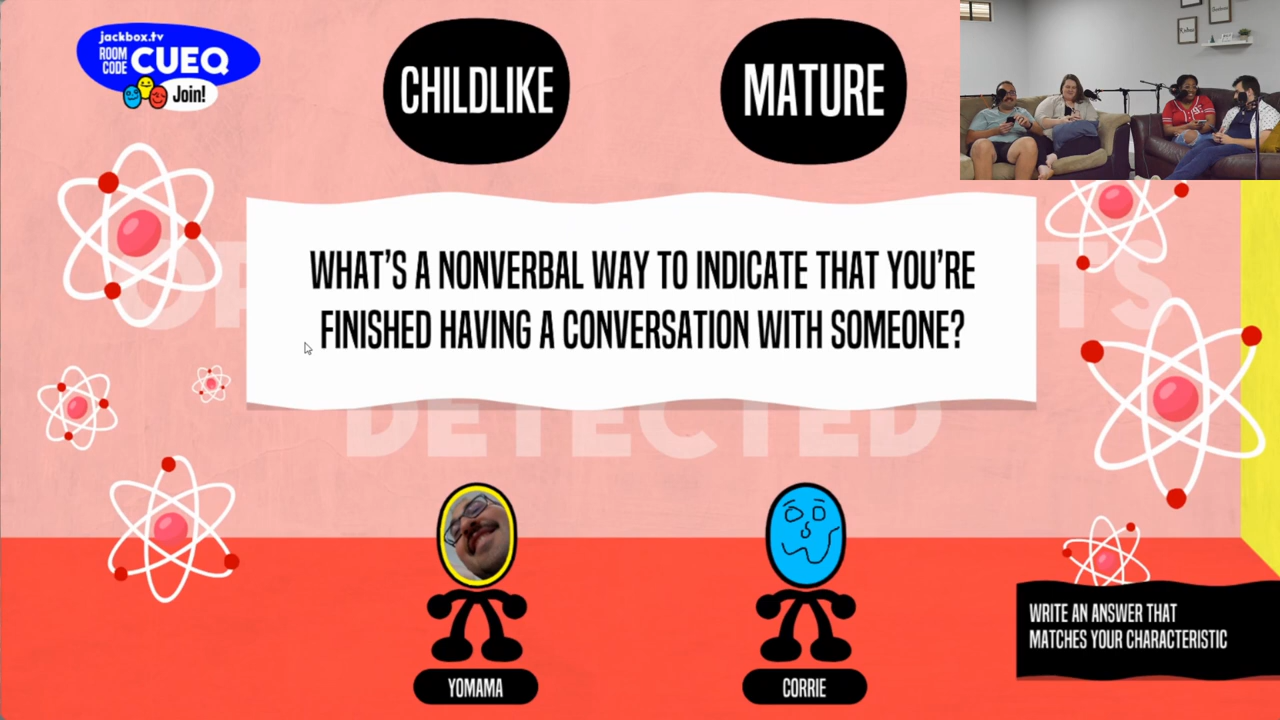 jackbox.tv
ROOM
CODE
CUEQ
Join!
CHILDLIKE
MATURE
WHAT'S A NONVERBAL WAY TO INDICATE THAT YOU'RE
FINISHED HAVING A CONVERSATION WITH SOMEONE?
DETECTED
YOMAMA
CORRIE
WRITE AN ANSWER THAT
MATCHES YOUR CHARACTERISTIC